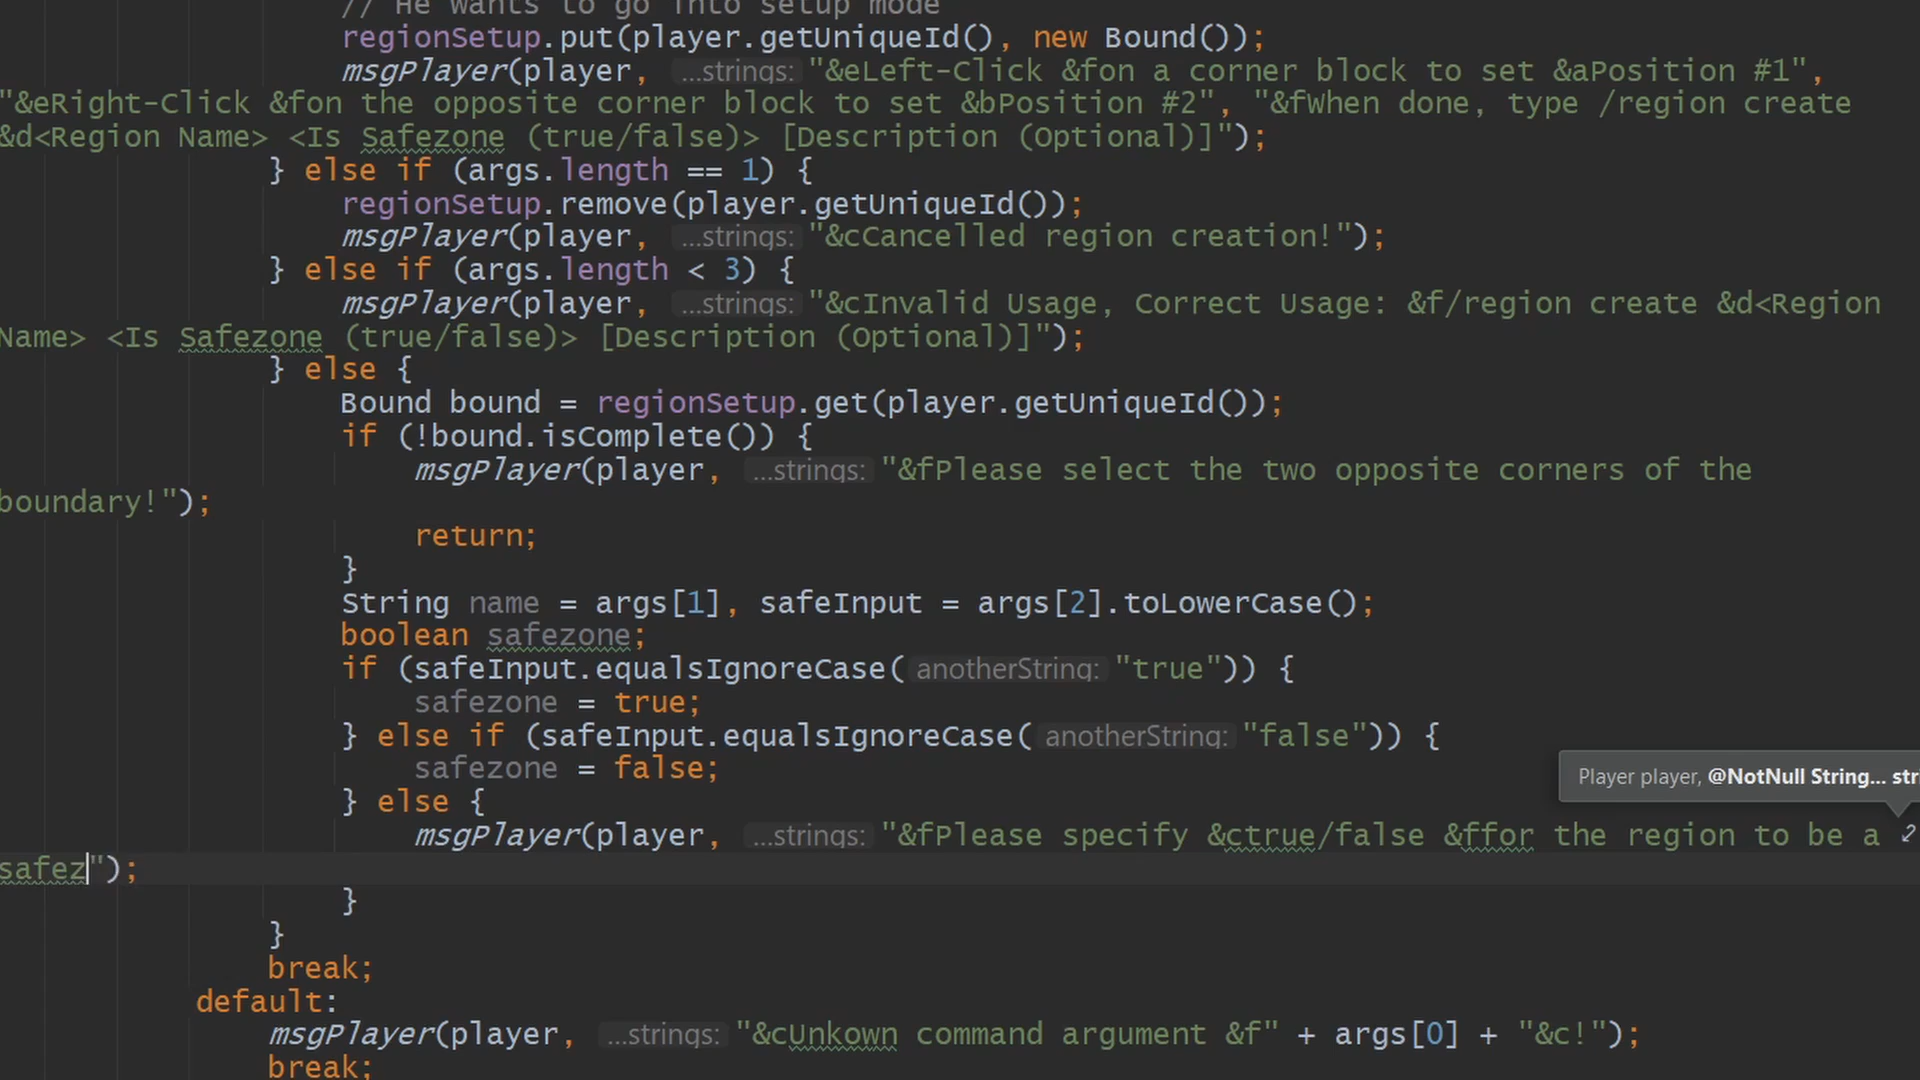 // He wants to go into setup mode
regionSetup.put(player.getUniqueId(), new Bound());
msgPlayer(player, ...strings: "&eLeft-Click &fon a corner block to set &aPosition #1",
"&eRight-Click &fon the opposite corner block to set &bPosition #2", "&fWhen done, type /region create
&d<Region Name> <Is Safezone (true/false)> [Description (Optional)]");
} else if (args.length == 1) {
regionSetup.remove(player.getUniqueId());
msgPlayer(player, ...strings: "&cCancelled region creation!");
} else if (args.length < 3) {
msgPlayer(player, ...strings: "&cInvalid Usage, Correct Usage: &f/region create &d<Region
Name> <Is Safezone (true/false)> [Description (Optional)]");
} else {
Bound bound = regionSetup.get(player.getUniqueId());
if (!bound.isComplete()) {
msgPlayer(player, ...strings: "&fPlease select the two opposite corners of the
boundary!");
return;
}
String name = args[1], safeInput = args[2].toLowerCase();
boolean safezone;
if (safeInput.equalsIgnoreCase( anotherString: "true")) {
safezone = true;
} else if (safeInput.equalsIgnoreCase( anotherString: "false")) {
safezone = false;
} else {
Player player, @NotNull String... str
msgPlayer(player, ...strings: "&fPlease specify &ctrue/false &ffor the region to be a
safez");
}
}
break;
default:
msgPlayer(player, ...strings: "&cUnkown command argument &f" + args[0] + "&c!");
break;